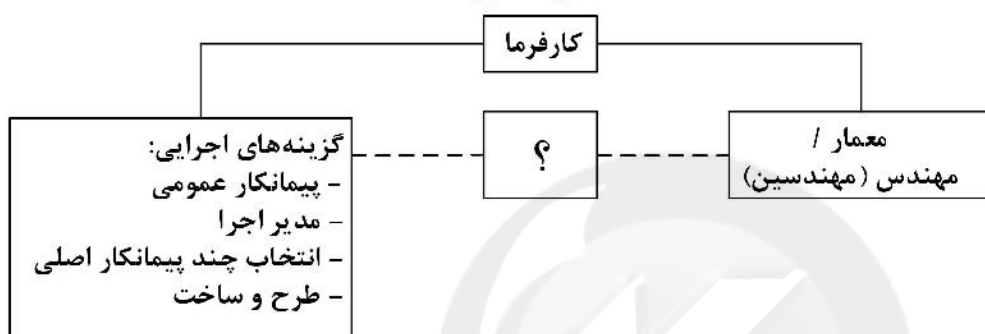 کارفرما
معمار /
مهندس (مهندسین)
؟
گزینه‌های اجرایی:
- پیمانکار عمومی
- مدیر اجرا
- انتخاب چند پیمانکار اصلی
- طرح و ساخت